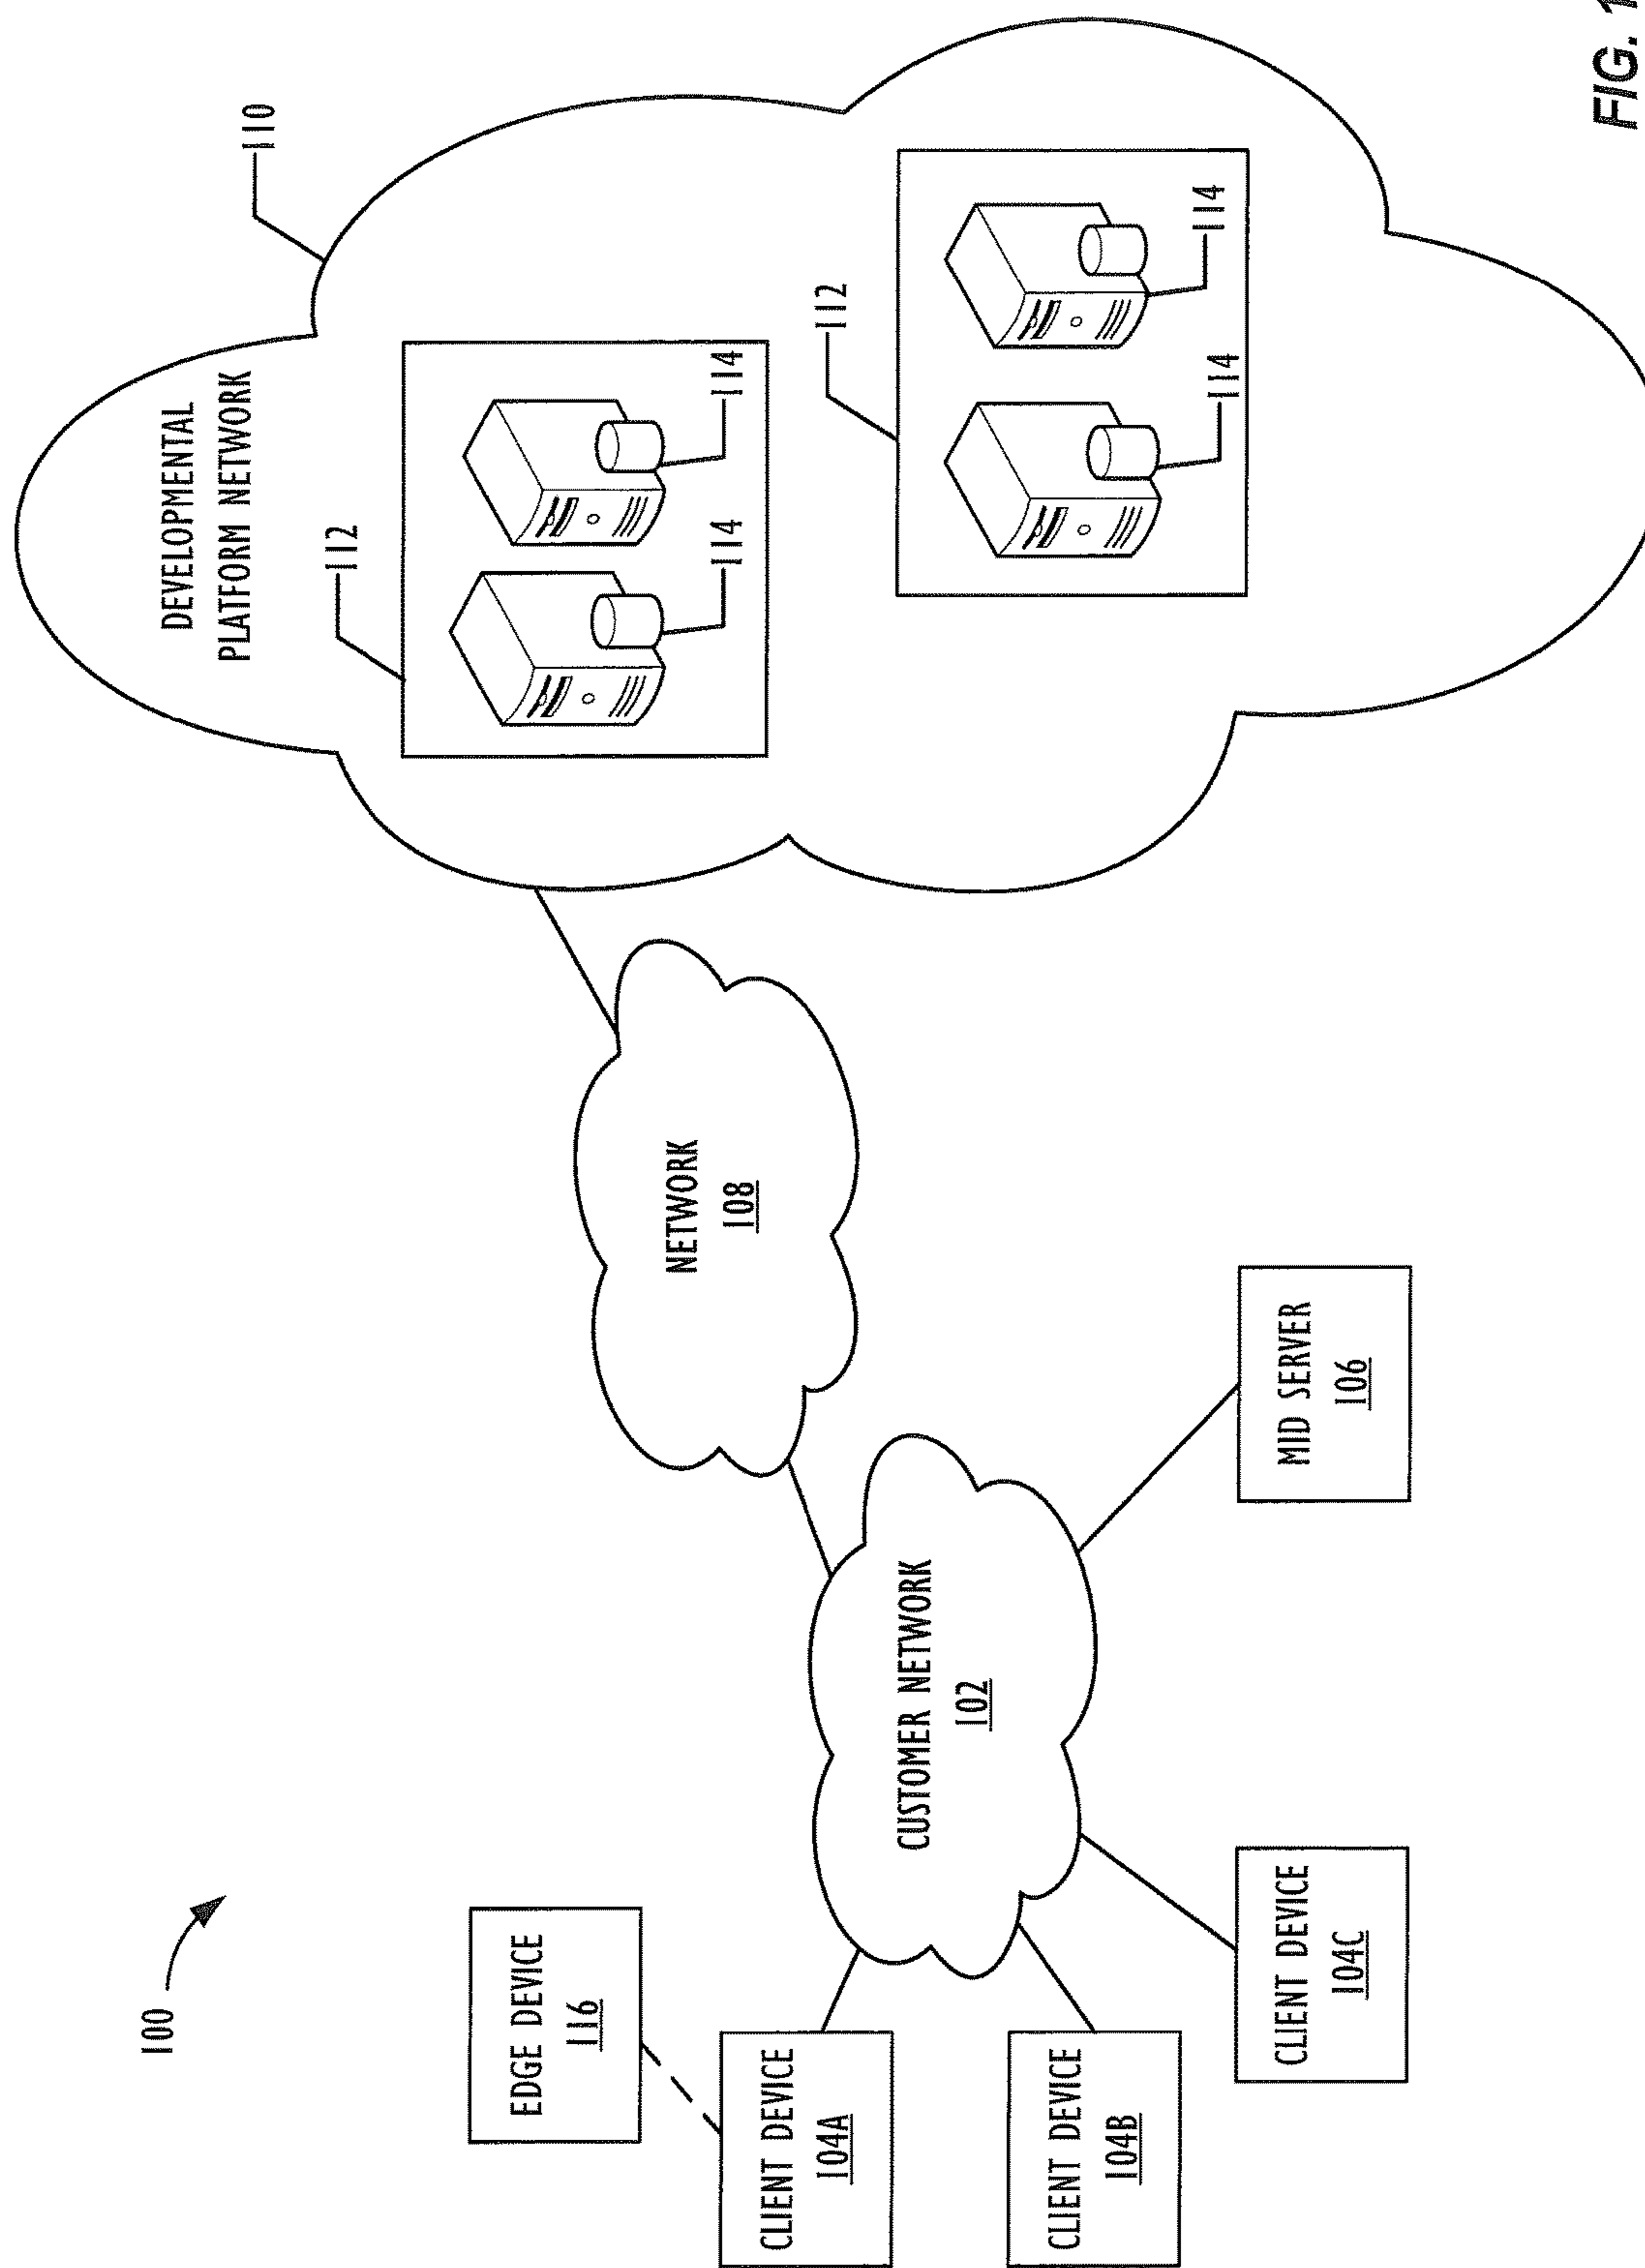 100
110
DEVELOPMENTAL
PLATFORM NETWORK
112
114
114
112
114
114
NETWORK
108
CUSTOMER NETWORK
102
EDGE DEVICE
116
CLIENT DEVICE
104A
CLIENT DEVICE
104B
CLIENT DEVICE
104C
MID SERVER
106
FIG. 1